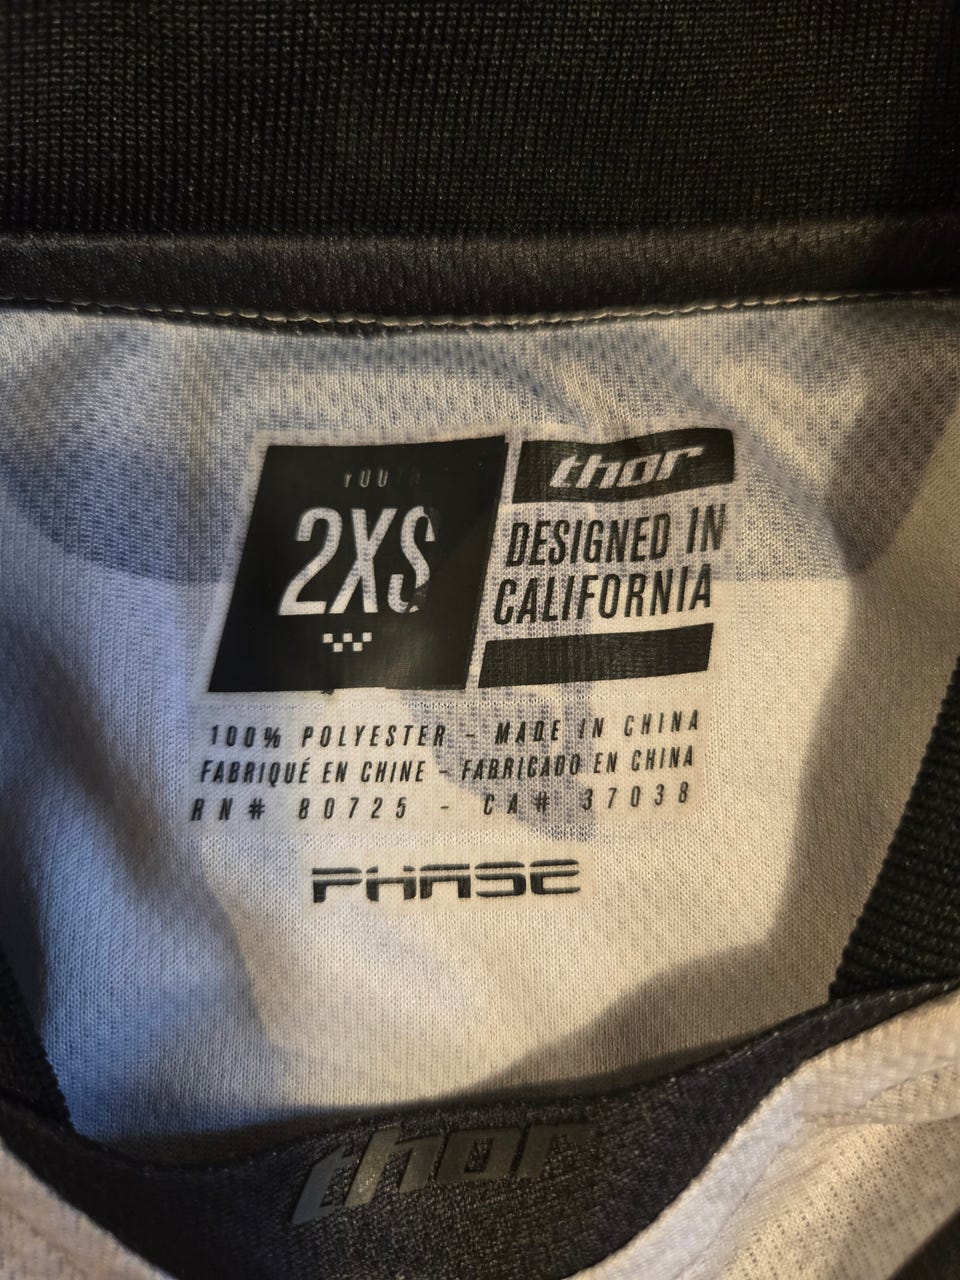 YOUTH
2XS
thor
DESIGNED IN
CALIFORNIA
100% POLYESTER - MADE IN CHINA
FABRIQUÉ EN CHINE - FABRICADO EN CHINA
RN# 80725 - CA# 37038
PHASE
thor